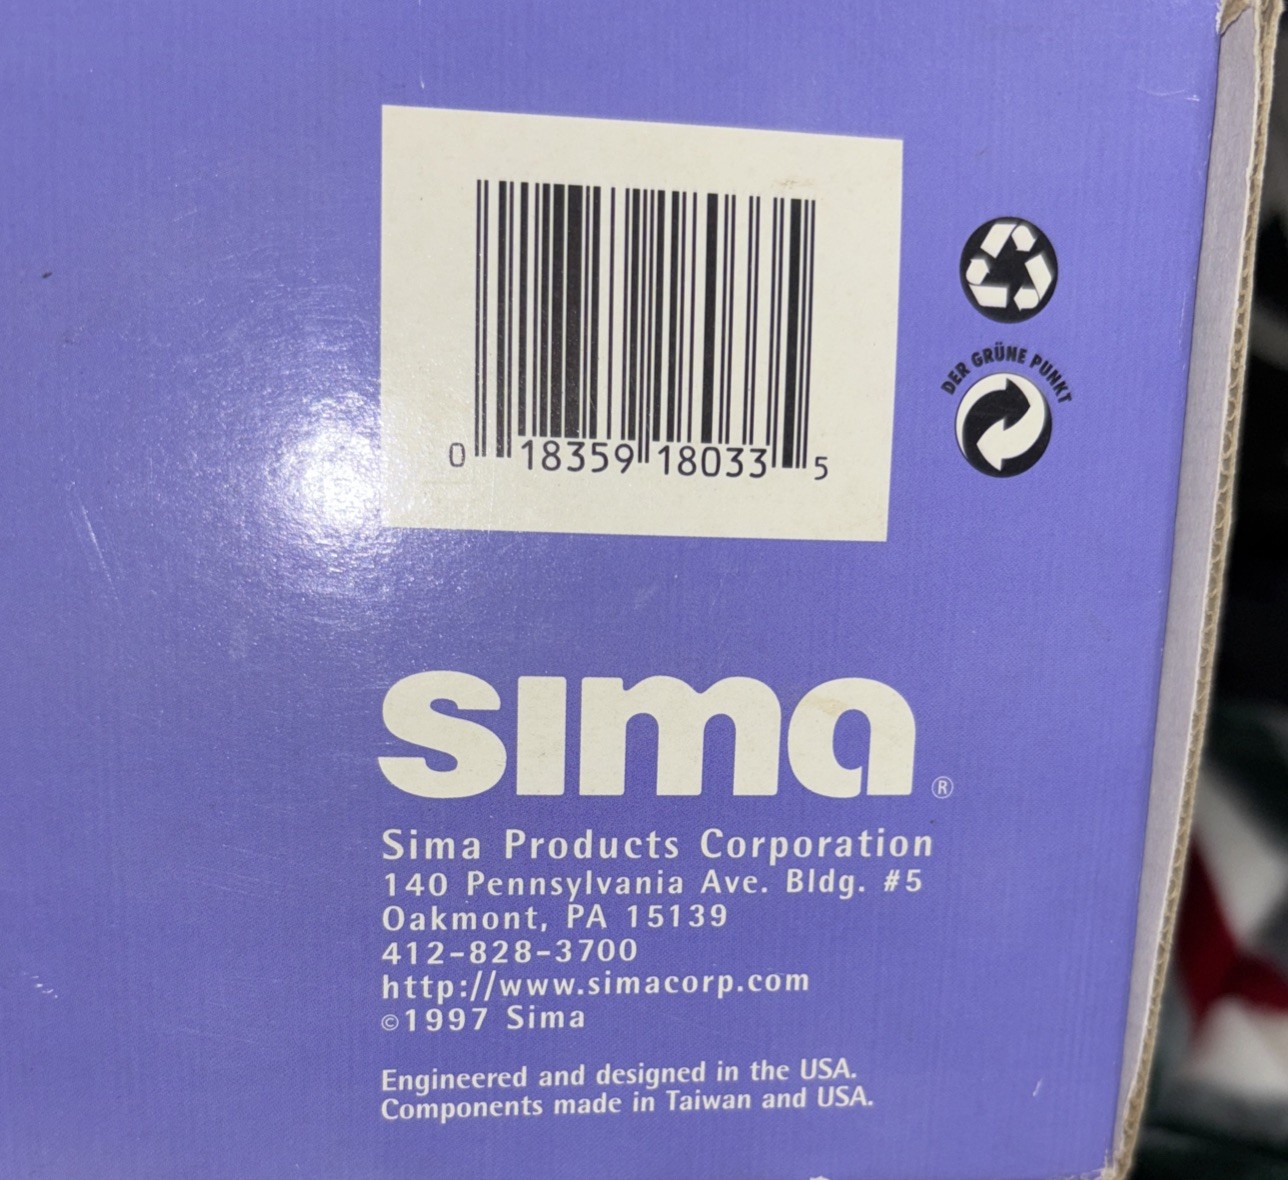 0 18359 18033 5
DER GRÜNE PUNKT
sima®
Sima Products Corporation
140 Pennsylvania Ave. Bldg. #5
Oakmont, PA 15139
412-828-3700
http://www.simacorp.com
©1997 Sima
Engineered and designed in the USA.
Components made in Taiwan and USA.